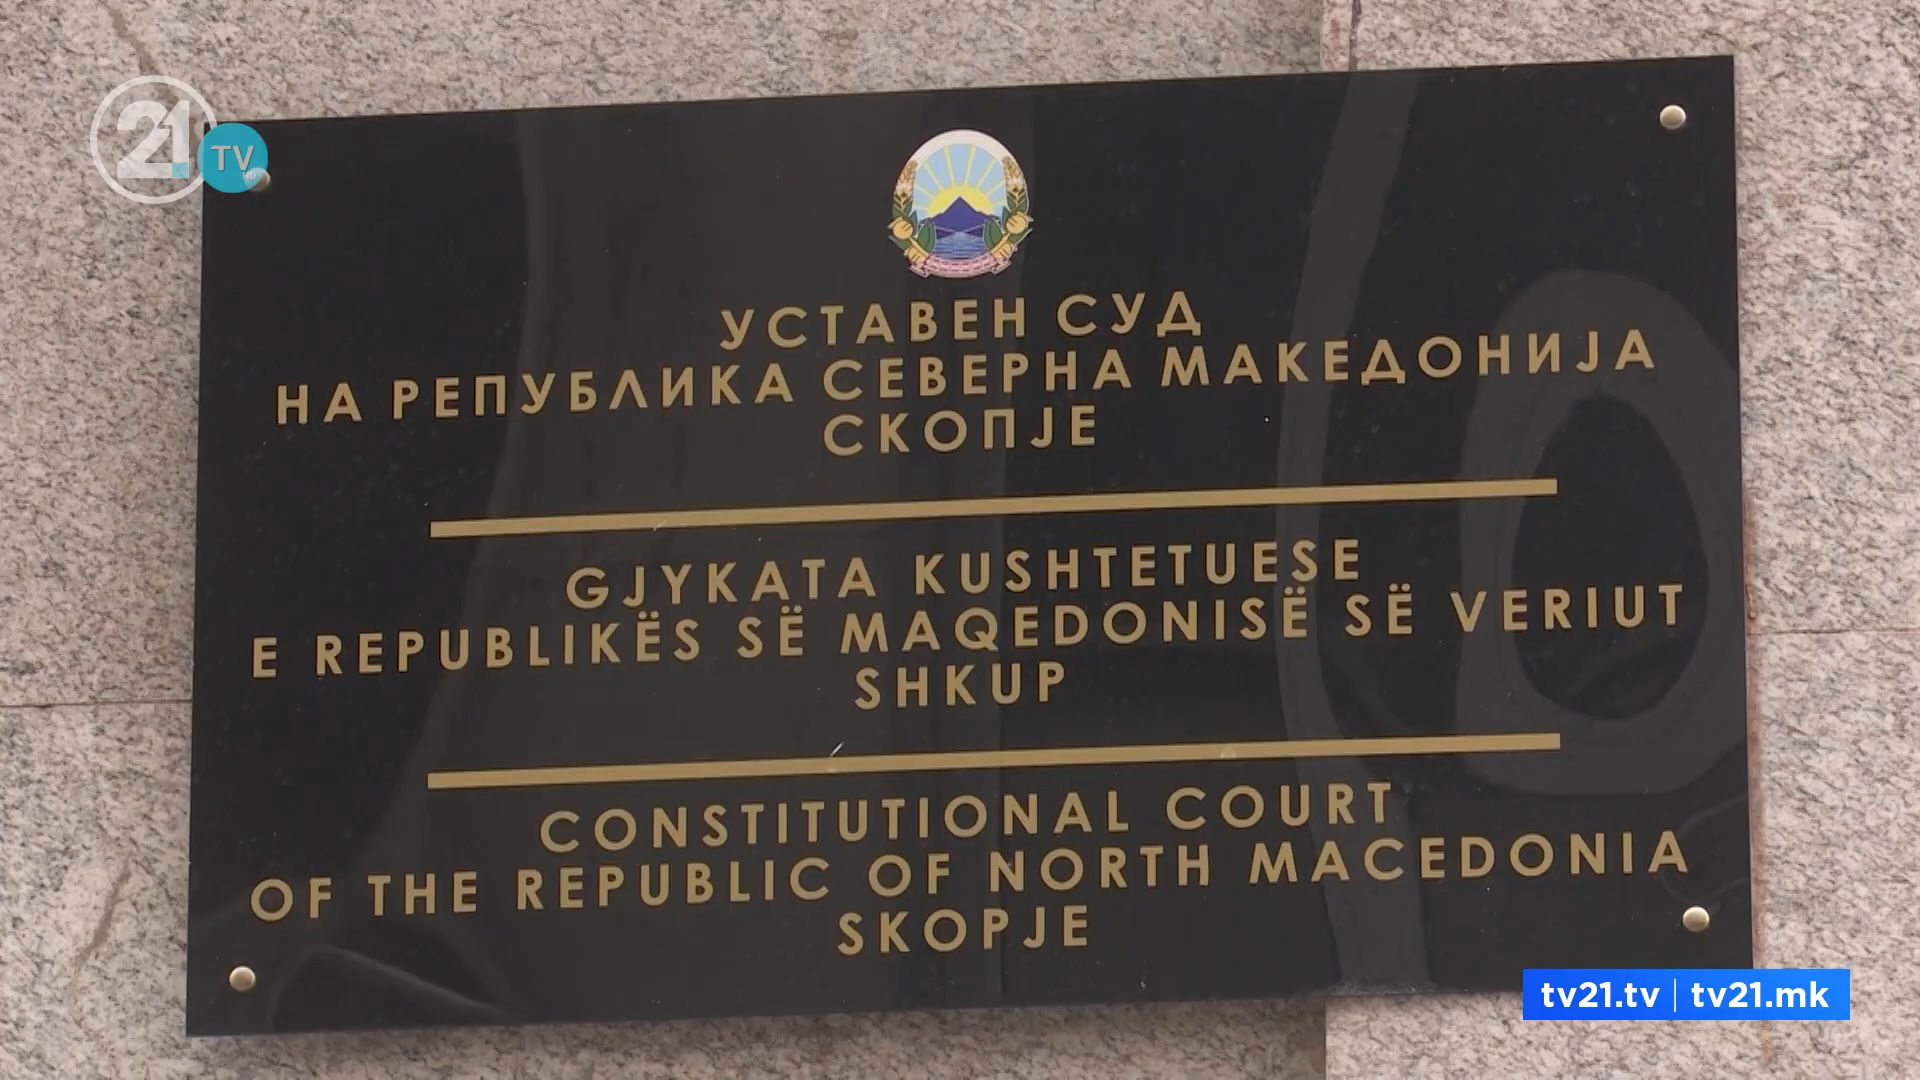 21
TV
HD
УСТАВЕН СУД
НА РЕПУБЛИКА СЕВЕРНА МАКЕДОНИЈА
СКОПЈЕ
GJYKATA KUSHTETUESE
E REPUBLIKËS SË MAQEDONISË SË VERIUT
SHKUP
CONSTITUTIONAL COURT
OF THE REPUBLIC OF NORTH MACEDONIA
SKOPJE
tv21.tv | tv21.mk